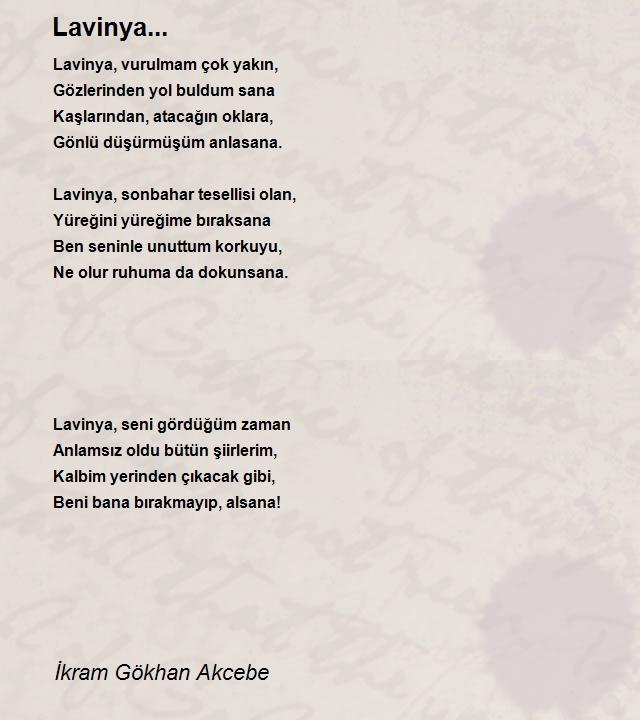 Lavinya...
Lavinya, vurulmam çok yakın,
Gözlerinden yol buldum sana
Kaşlarından, atacağın oklara,
Gönlü düşürmüşüm anlasana.
Lavinya, sonbahar tesellisi olan,
Yüreğini yüreğime bıraksana
Ben seninle unuttum korkuyu,
Ne olur ruhuma da dokunsana.
Lavinya, seni gördüğüm zaman
Anlamsız oldu bütün şiirlerim,
Kalbim yerinden çıkacak gibi,
Beni bana bırakmayıp, alsana!
İkram Gökhan Akcebe